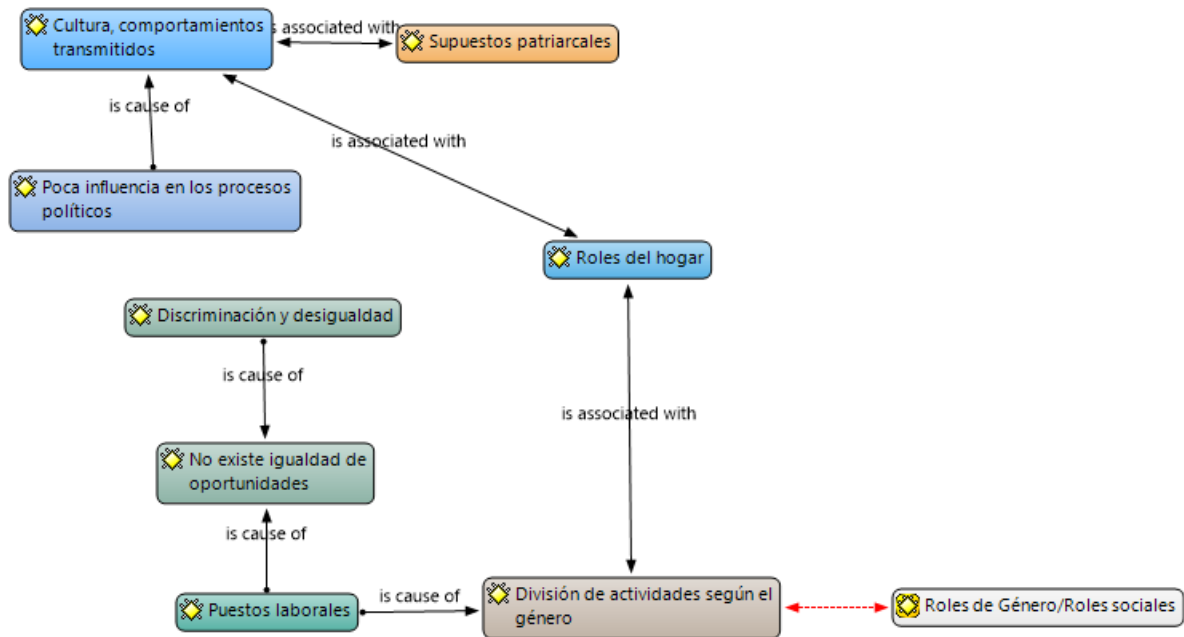 Cultura, comportamientos
transmitidos
is associated with
Supuestos patriarcales
is cause of
is associated with
Poca influencia en los procesos
políticos
Roles del hogar
Discriminación y desigualdad
is cause of
is associated with
No existe igualdad de
oportunidades
is cause of
Puestos laborales
is cause of
División de actividades según el
género
Roles de Género/Roles sociales